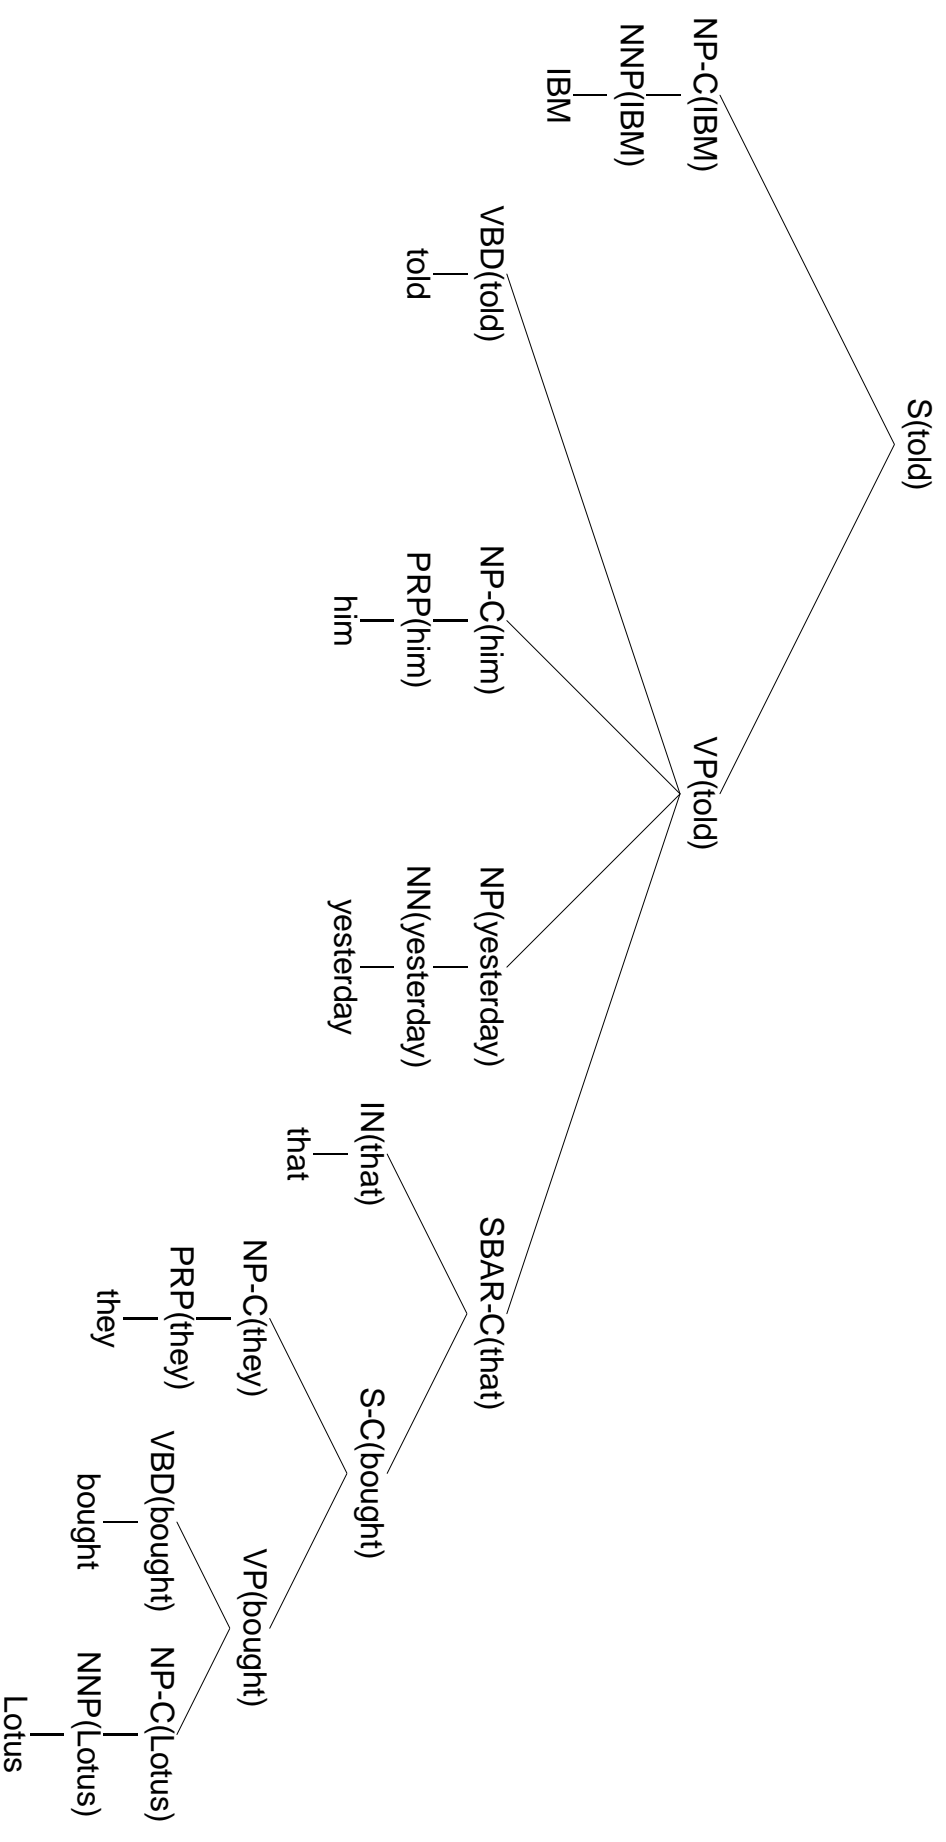 S(told)
NP-C(IBM)
NNP(IBM)
IBM
VP(told)
VBD(told)
told
NP-C(him)
PRP(him)
him
NP(yesterday)
NN(yesterday)
yesterday
SBAR-C(that)
IN(that)
that
S-C(bought)
NP-C(they)
PRP(they)
they
VP(bought)
VBD(bought)
bought
NP-C(Lotus)
NNP(Lotus)
Lotus